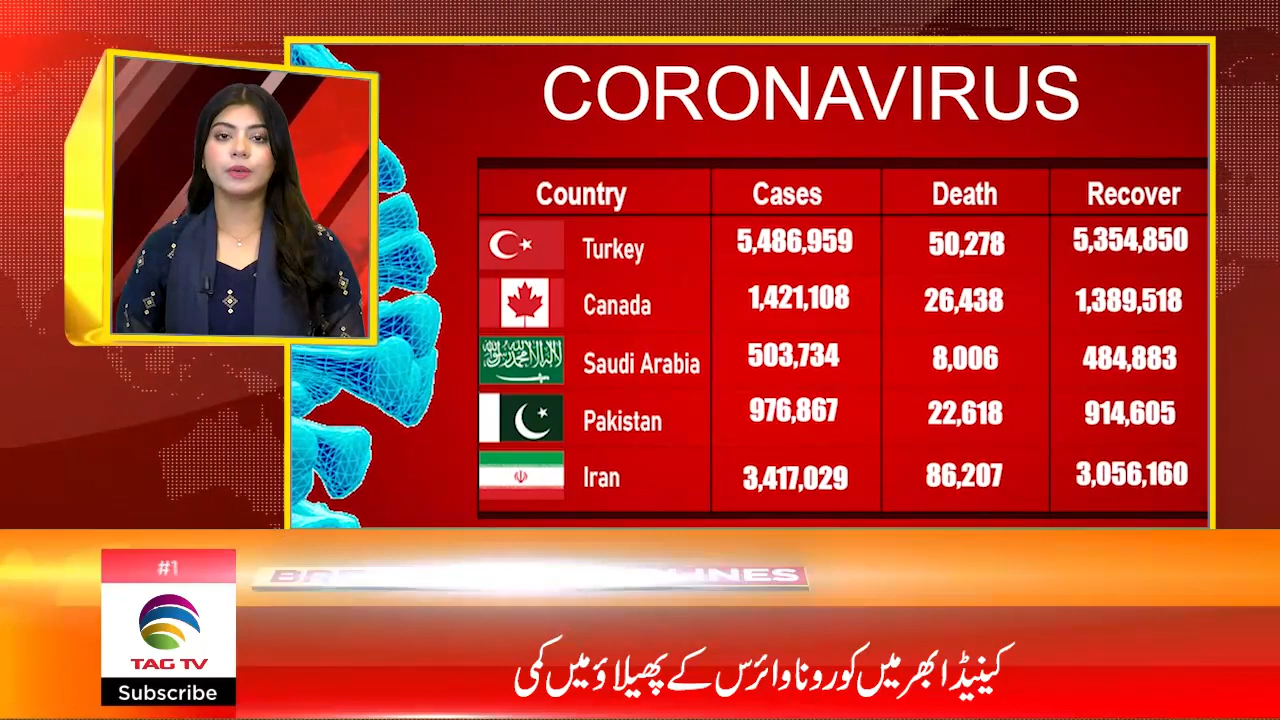 CORONAVIRUS
Country Cases Death Recover
Turkey 5,486,959 50,278 5,354,850
Canada 1,421,108 26,438 1,389,518
Saudi Arabia 503,734 8,006 484,883
Pakistan 976,867 22,618 914,605
Iran 3,417,029 86,207 3,056,160
#1
TAG TV
Subscribe
کینیڈا بھر میں کورونا وائرس کے پھیلاؤ میں کمی